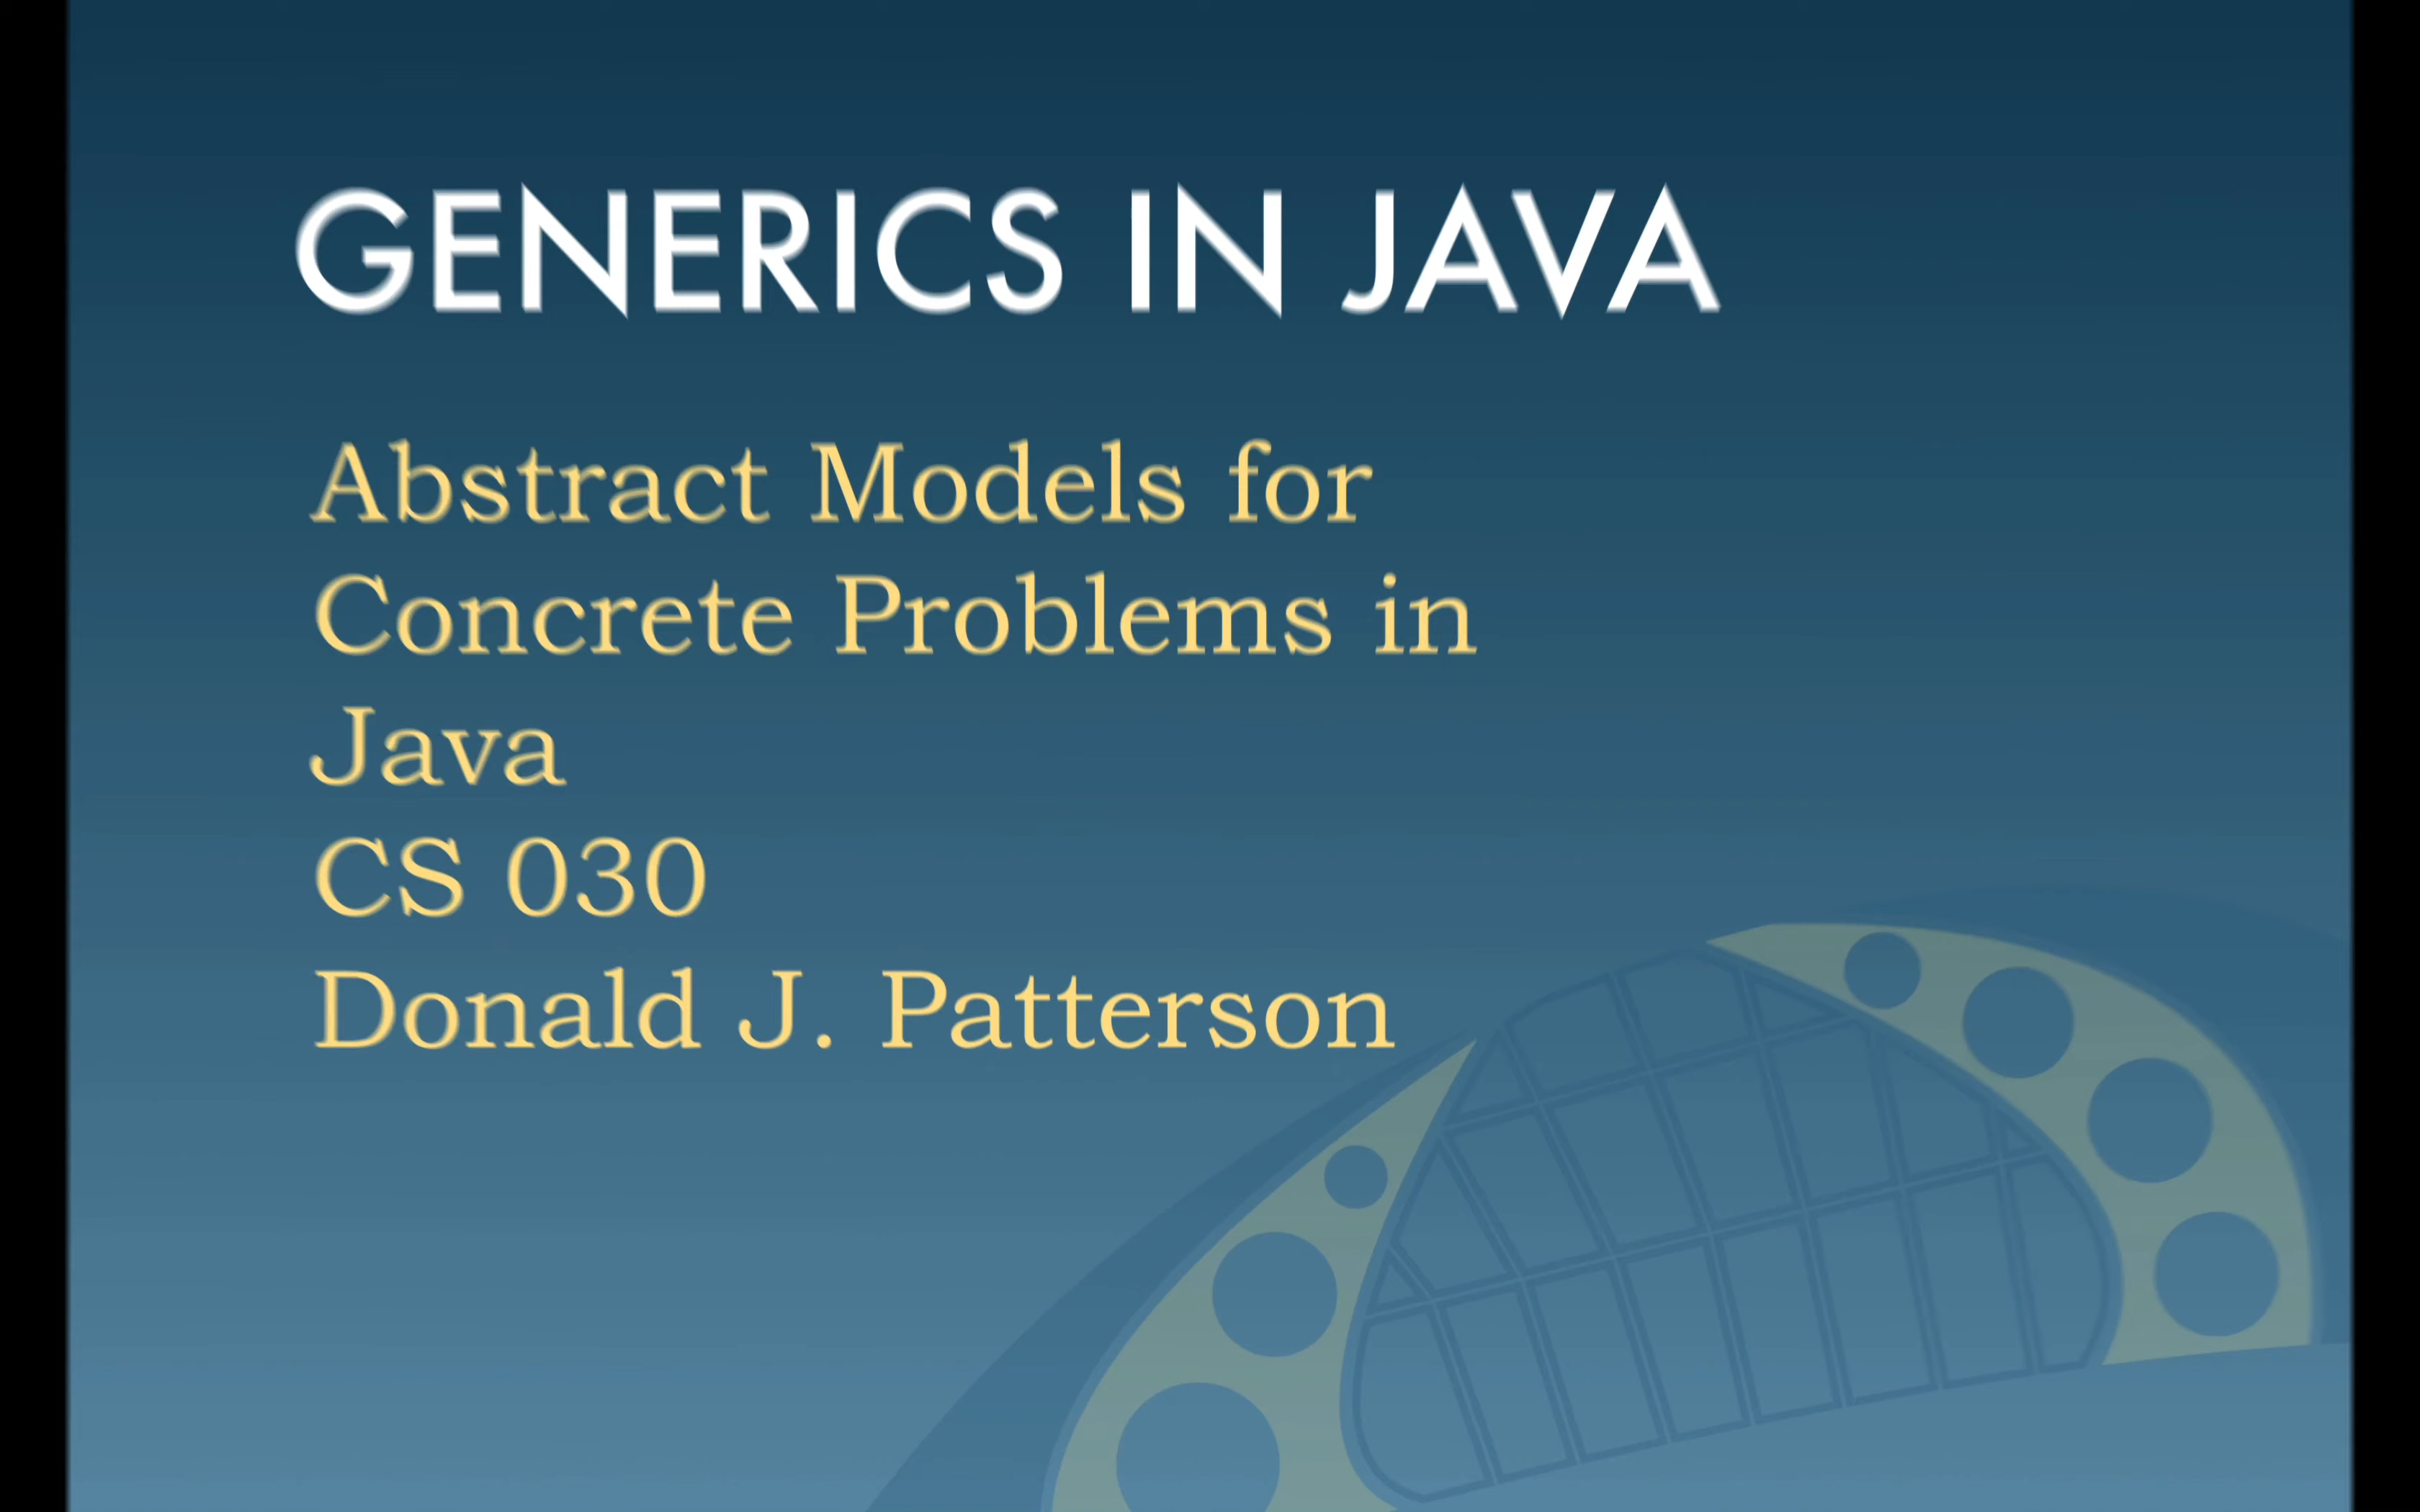 GENERICS IN JAVA
Abstract Models for
Concrete Problems in
Java
CS 030
Donald J. Patterson